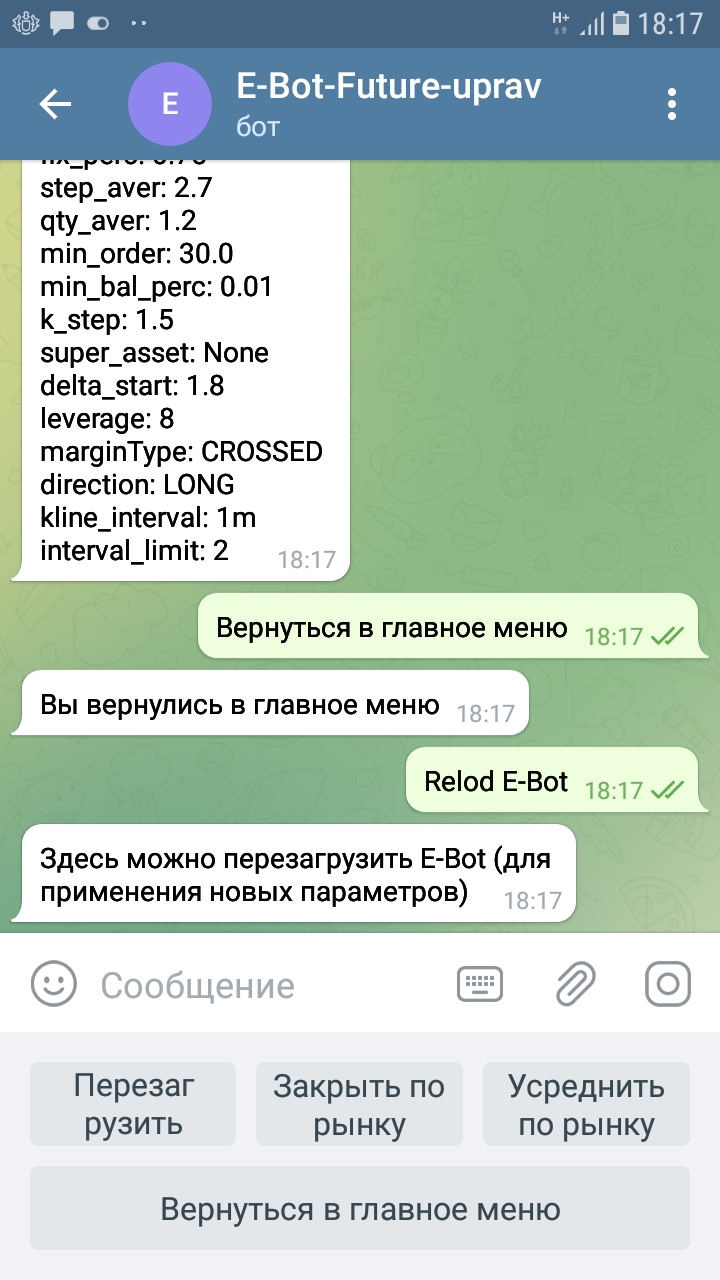 H+
18:17
E
E-Bot-Future-uprav
бот
step_aver: 2.7
qty_aver: 1.2
min_order: 30.0
min_bal_perc: 0.01
k_step: 1.5
super_asset: None
delta_start: 1.8
leverage: 8
marginType: CROSSED
direction: LONG
kline_interval: 1m
interval_limit: 2
18:17
Вернуться в главное меню 18:17
Вы вернулись в главное меню 18:17
Relod E-Bot 18:17
Здесь можно перезагрузить E-Bot (для
применения новых параметров) 18:17
Сообщение
Перезаг
рузить
Закрыть по
рынку
Усреднить
по рынку
Вернуться в главное меню